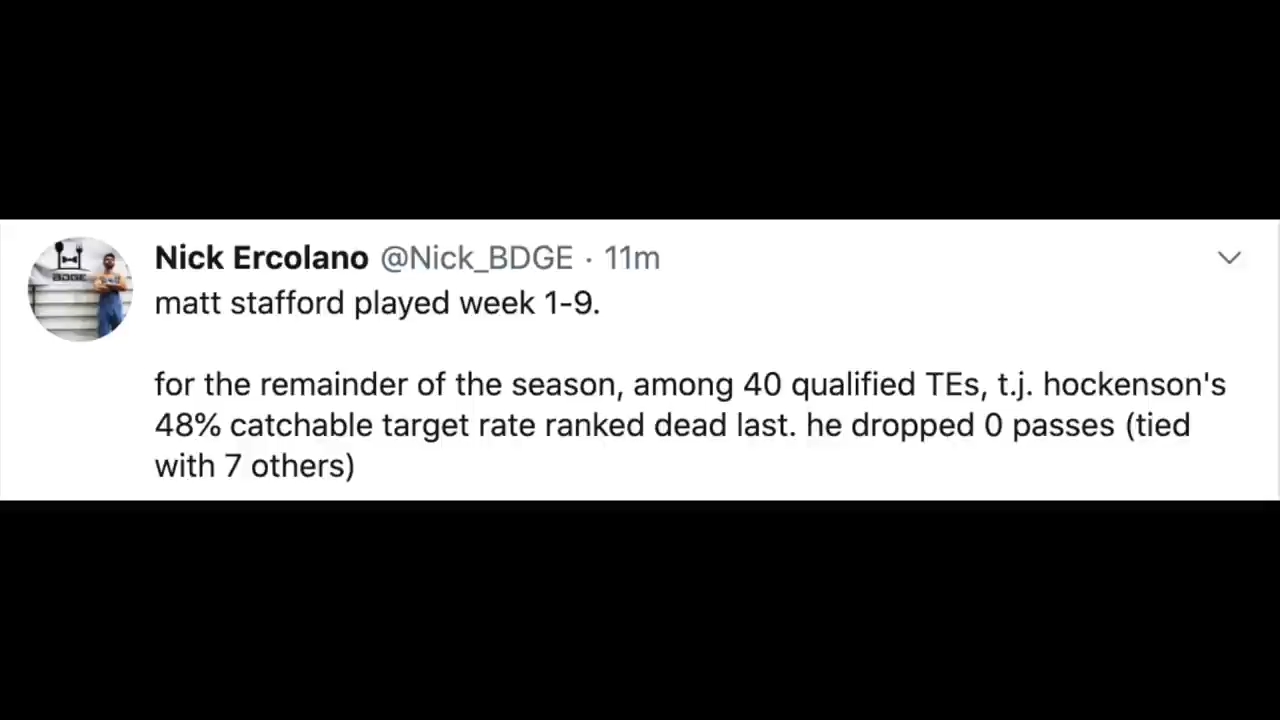 Nick Ercolano @Nick_BDGE · 11m
matt stafford played week 1-9.
for the remainder of the season, among 40 qualified TEs, t.j. hockenson's
48% catchable target rate ranked dead last. he dropped 0 passes (tied
with 7 others)
BDGE